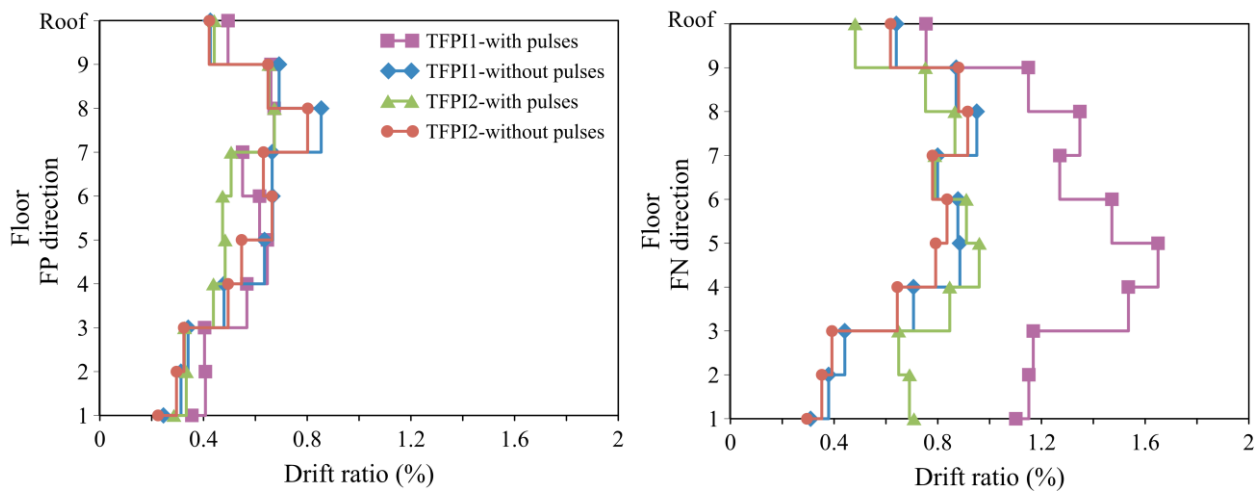 Roof
9
8
7
6
5
4
3
2
1
Floor
FP direction
0
0.4
0.8
1.2
1.6
2
Drift ratio (%)
TFPI1-with pulses
TFPI1-without pulses
TFPI2-with pulses
TFPI2-without pulses
Roof
9
8
7
6
5
4
3
2
1
Floor
FN direction
0
0.4
0.8
1.2
1.6
2
Drift ratio (%)